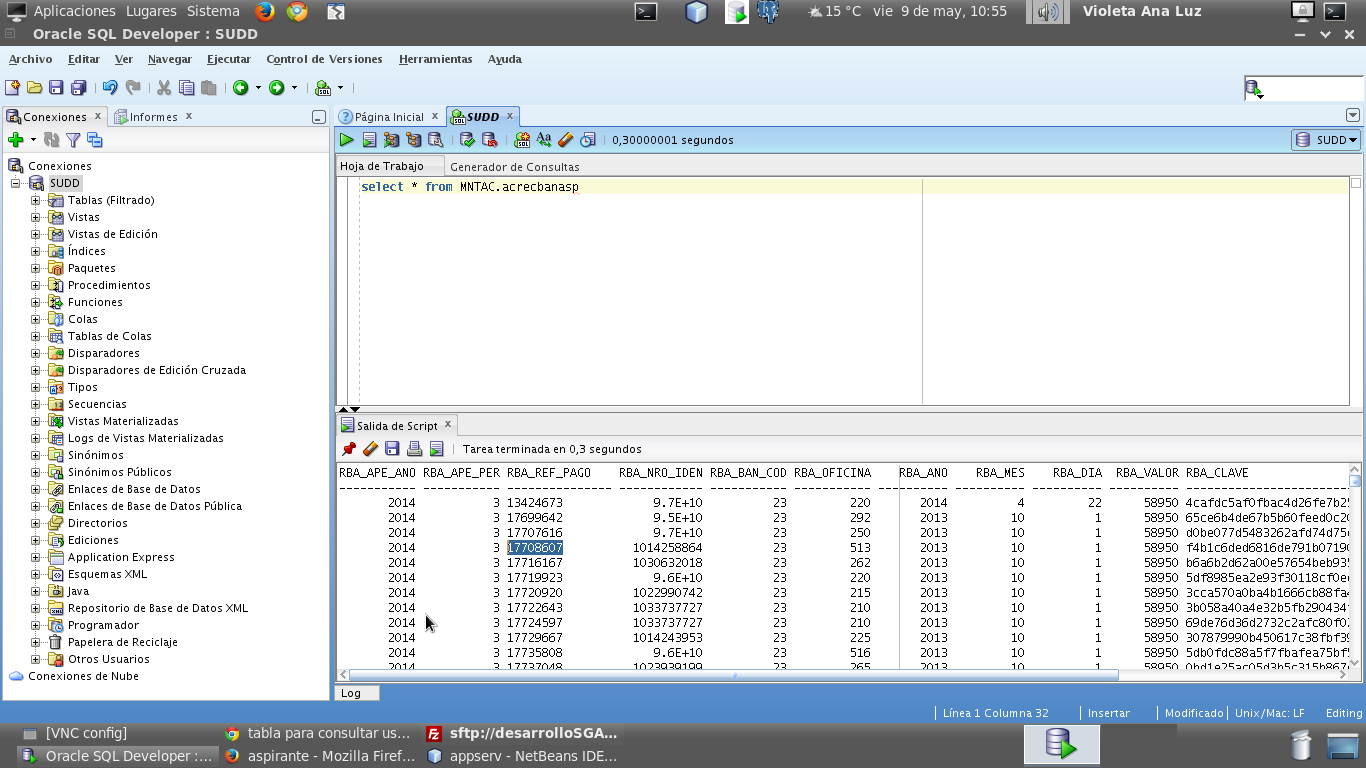 Aplicaciones Lugares Sistema 15 °C vie 9 de may, 10:55 Violeta Ana Luz
Oracle SQL Developer : SUDD
Archivo Editar Ver Navegar Ejecutar Control de Versiones Herramientas Ayuda
Conexiones Informes
Conexiones
SUDD
Tablas (Filtrado)
Vistas
Vistas de Edición
Índices
Paquetes
Procedimientos
Funciones
Colas
Tablas de Colas
Disparadores
Disparadores de Edición Cruzada
Tipos
Secuencias
Vistas Materializadas
Logs de Vistas Materializadas
Sinónimos
Sinónimos Públicos
Enlaces de Base de Datos
Enlaces de Base de Datos Pública
Directorios
Ediciones
Application Express
Esquemas XML
Java
Repositorio de Base de Datos XML
Programador
Papelera de Reciclaje
Otros Usuarios
Conexiones de Nube
Página Inicial SUDD
0,30000001 segundos SUDD
Hoja de Trabajo Generador de Consultas
select * from MNTAC.acrecbanasp
Salida de Script
Tarea terminada en 0,3 segundos
RBA_APE_ANO RBA_APE_PER RBA_REF_PAGO RBA_NRO_IDEN RBA_BAN_COD RBA_OFICINA RBA_ANO RBA_MES RBA_DIA RBA_VALOR RBA_CLAVE
2014 3 13424673 9.7E+10 23 220 2014 4 22 58950 4cafdc5af0fbac4d26fe7b2
2014 3 17699642 9.5E+10 23 292 2013 10 1 58950 65ce6b4de67b5b60feed0c2
2014 3 17707616 9.7E+10 23 250 2013 10 1 58950 d0be077d5483262afd74d75
2014 3 17708607 1014258864 23 513 2013 10 1 58950 f4b1c6ded6816de791b0719
2014 3 17716167 1030632018 23 262 2013 10 1 58950 b6a6b2d62a00e57654beb93
2014 3 17719923 9.6E+10 23 220 2013 10 1 58950 5df8985ea2e93f30118cf0e
2014 3 17720920 1022990742 23 215 2013 10 1 58950 3cca570a0ba4b1666cb88fa
2014 3 17722643 1033737727 23 210 2013 10 1 58950 3b058a40a4e32b5fb290434
2014 3 17724597 1033737727 23 210 2013 10 1 58950 69de76d36d2732c2afc80f0
2014 3 17729667 1014243953 23 225 2013 10 1 58950 307879990b450617c38fbf3
2014 3 17735808 9.6E+10 23 516 2013 10 1 58950 5db0fdc88a5f7fbafea75bf
2014 3 17737048 1023939199 23 265 2013 10 1 58950 0bd1e25ac05d3b5c315b867
Log
Línea 1 Columna 32 Insertar Modificado Unix/Mac: LF Editing
[VNC config] tabla para consultar us... sftp://desarrolloSGA...
Oracle SQL Developer :... aspirante - Mozilla Firef... appserv - NetBeans IDE...